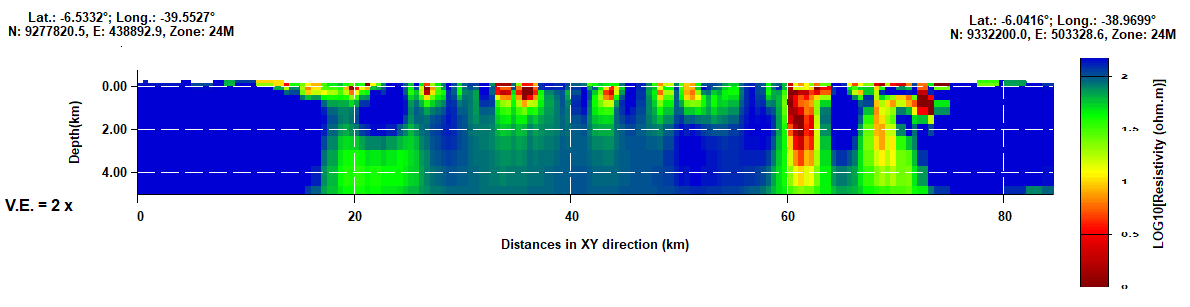 Lat.: -6.5332°; Long.: -39.5527°
N: 9277820.5, E: 438892.9, Zone: 24M
Lat.: -6.0416°; Long.: -38.9699°
N: 9332200.0, E: 503328.6, Zone: 24M
0.00
2.00
4.00
Depth(km)
V.E. = 2 x
0 20 40 60 80
Distances in XY direction (km)
2
1.5
1
0.5
0
LOG10[Resistivity (ohm.m)]